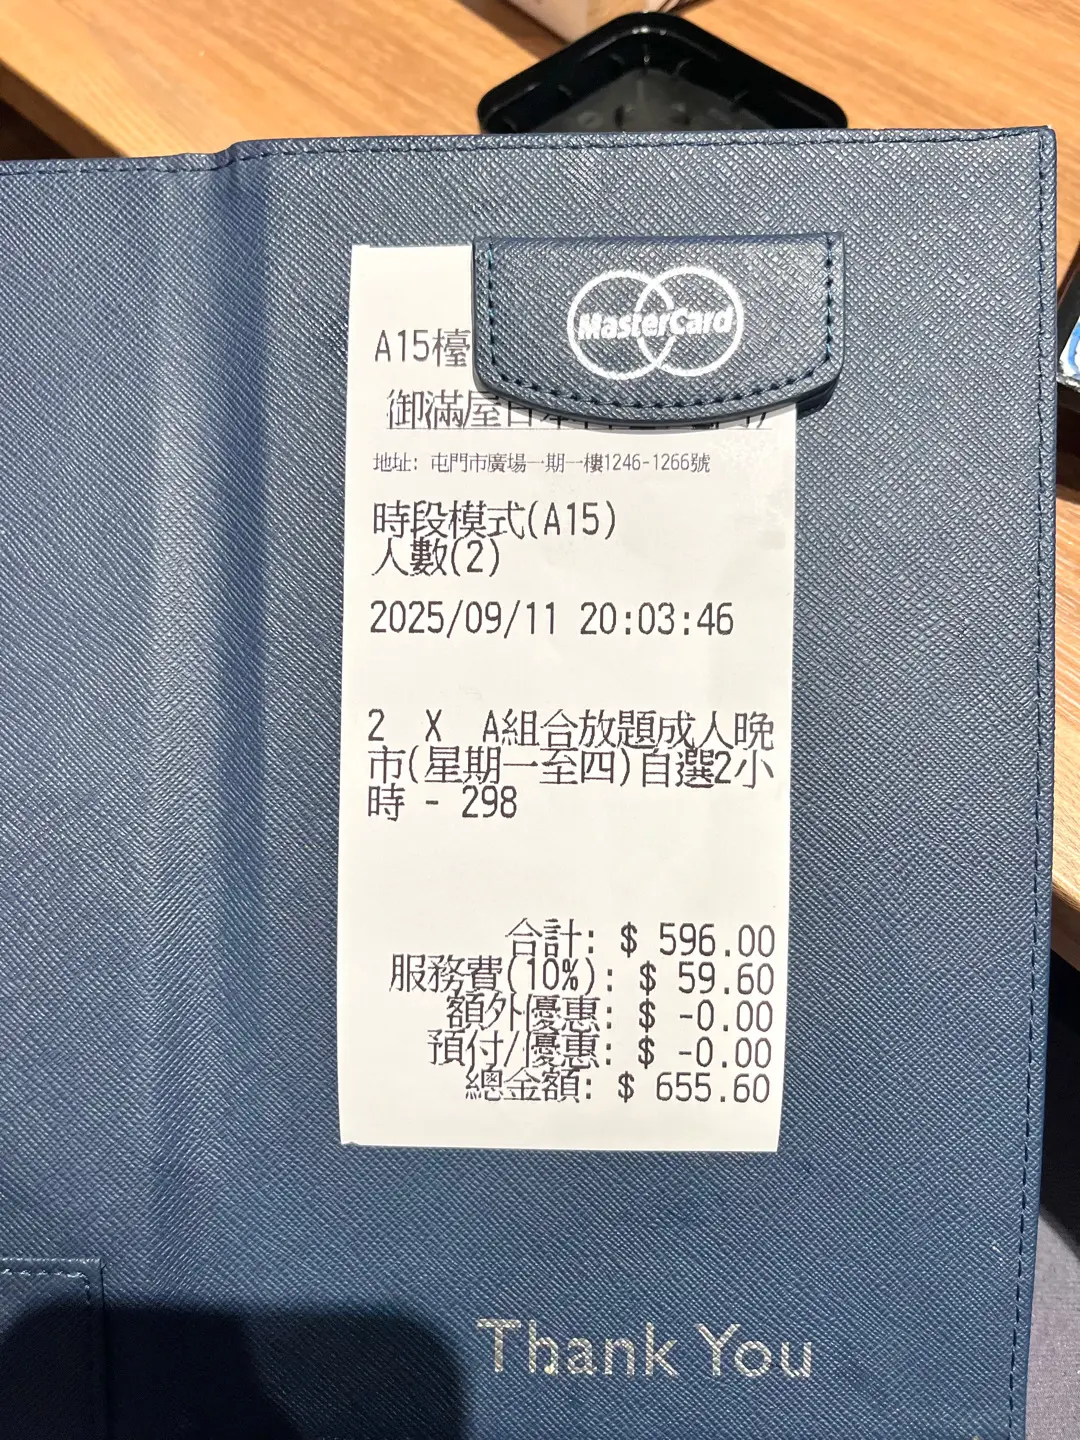 MasterCard
A15檯
御滿屋日本
地址: 屯門市廣場一期一樓1246-1266號
時段模式(A15)
人數(2)
2025/09/11 20:03:46
2 X A組合放題成人晚
市(星期一至四)自選2小
時 - 298
合計: $ 596.00
服務費(10%): $ 59.60
額外優惠: $ -0.00
預付/優惠: $ -0.00
總金額: $ 655.60
Thank You